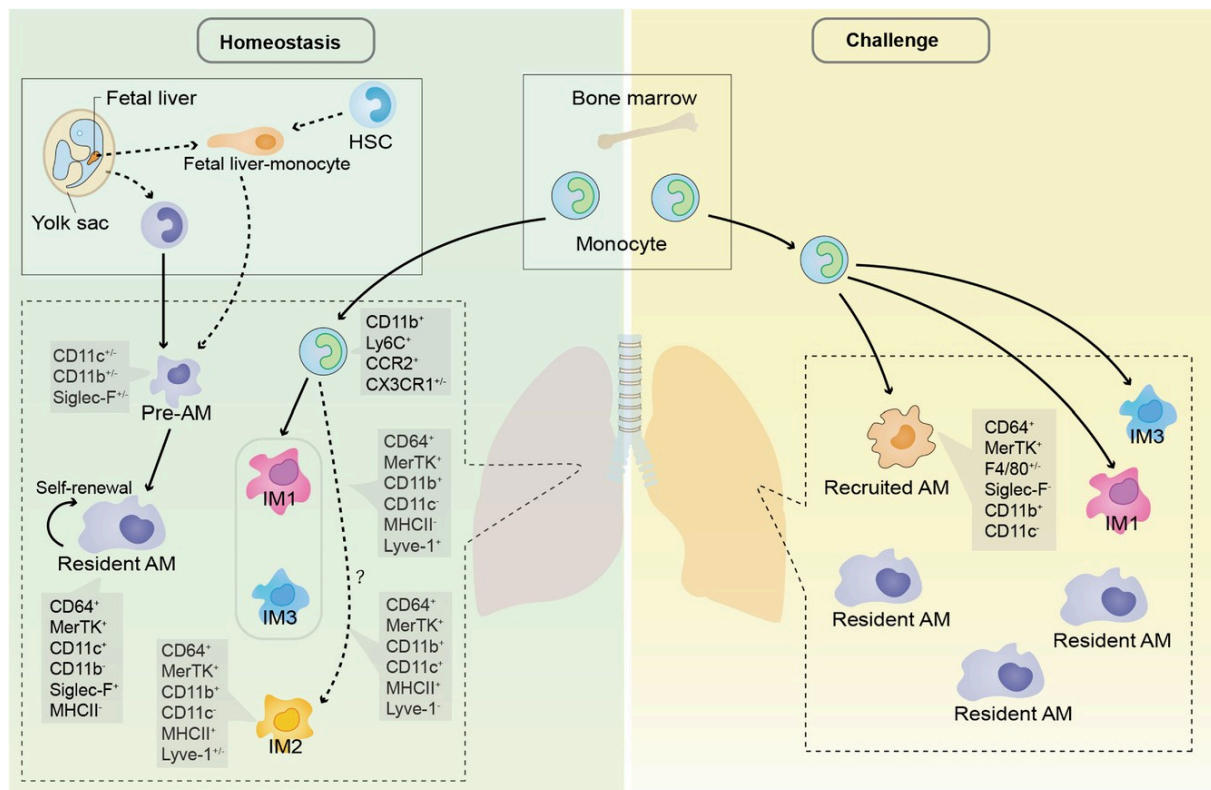 Homeostasis
Fetal liver
HSC
Fetal liver-monocyte
Yolk sac
Bone marrow
Monocyte
CD11c⁺/⁻
CD11b⁺/⁻
Siglec-F⁺/⁻
Pre-AM
CD11b⁺
Ly6C⁺
CCR2⁺
CX3CR1⁺/⁻
Self-renewal
Resident AM
CD64⁺
MerTK⁺
CD11c⁺
CD11b⁻
Siglec-F⁺
MHCII⁻
IM1
CD64⁺
MerTK⁺
CD11b⁺
CD11c⁻
MHCII⁻
Lyve-1⁺
IM3
?
CD64⁺
MerTK⁺
CD11b⁺
CD11c⁺
MHCII⁺
Lyve-1⁻
CD64⁺
MerTK⁺
CD11b⁺
CD11c⁻
MHCII⁺
Lyve-1⁺/⁻
IM2
Challenge
Recruited AM
CD64⁺
MerTK⁺
F4/80⁺/⁻
Siglec-F⁻
CD11b⁺
CD11c⁻
IM3
IM1
Resident AM
Resident AM
Resident AM